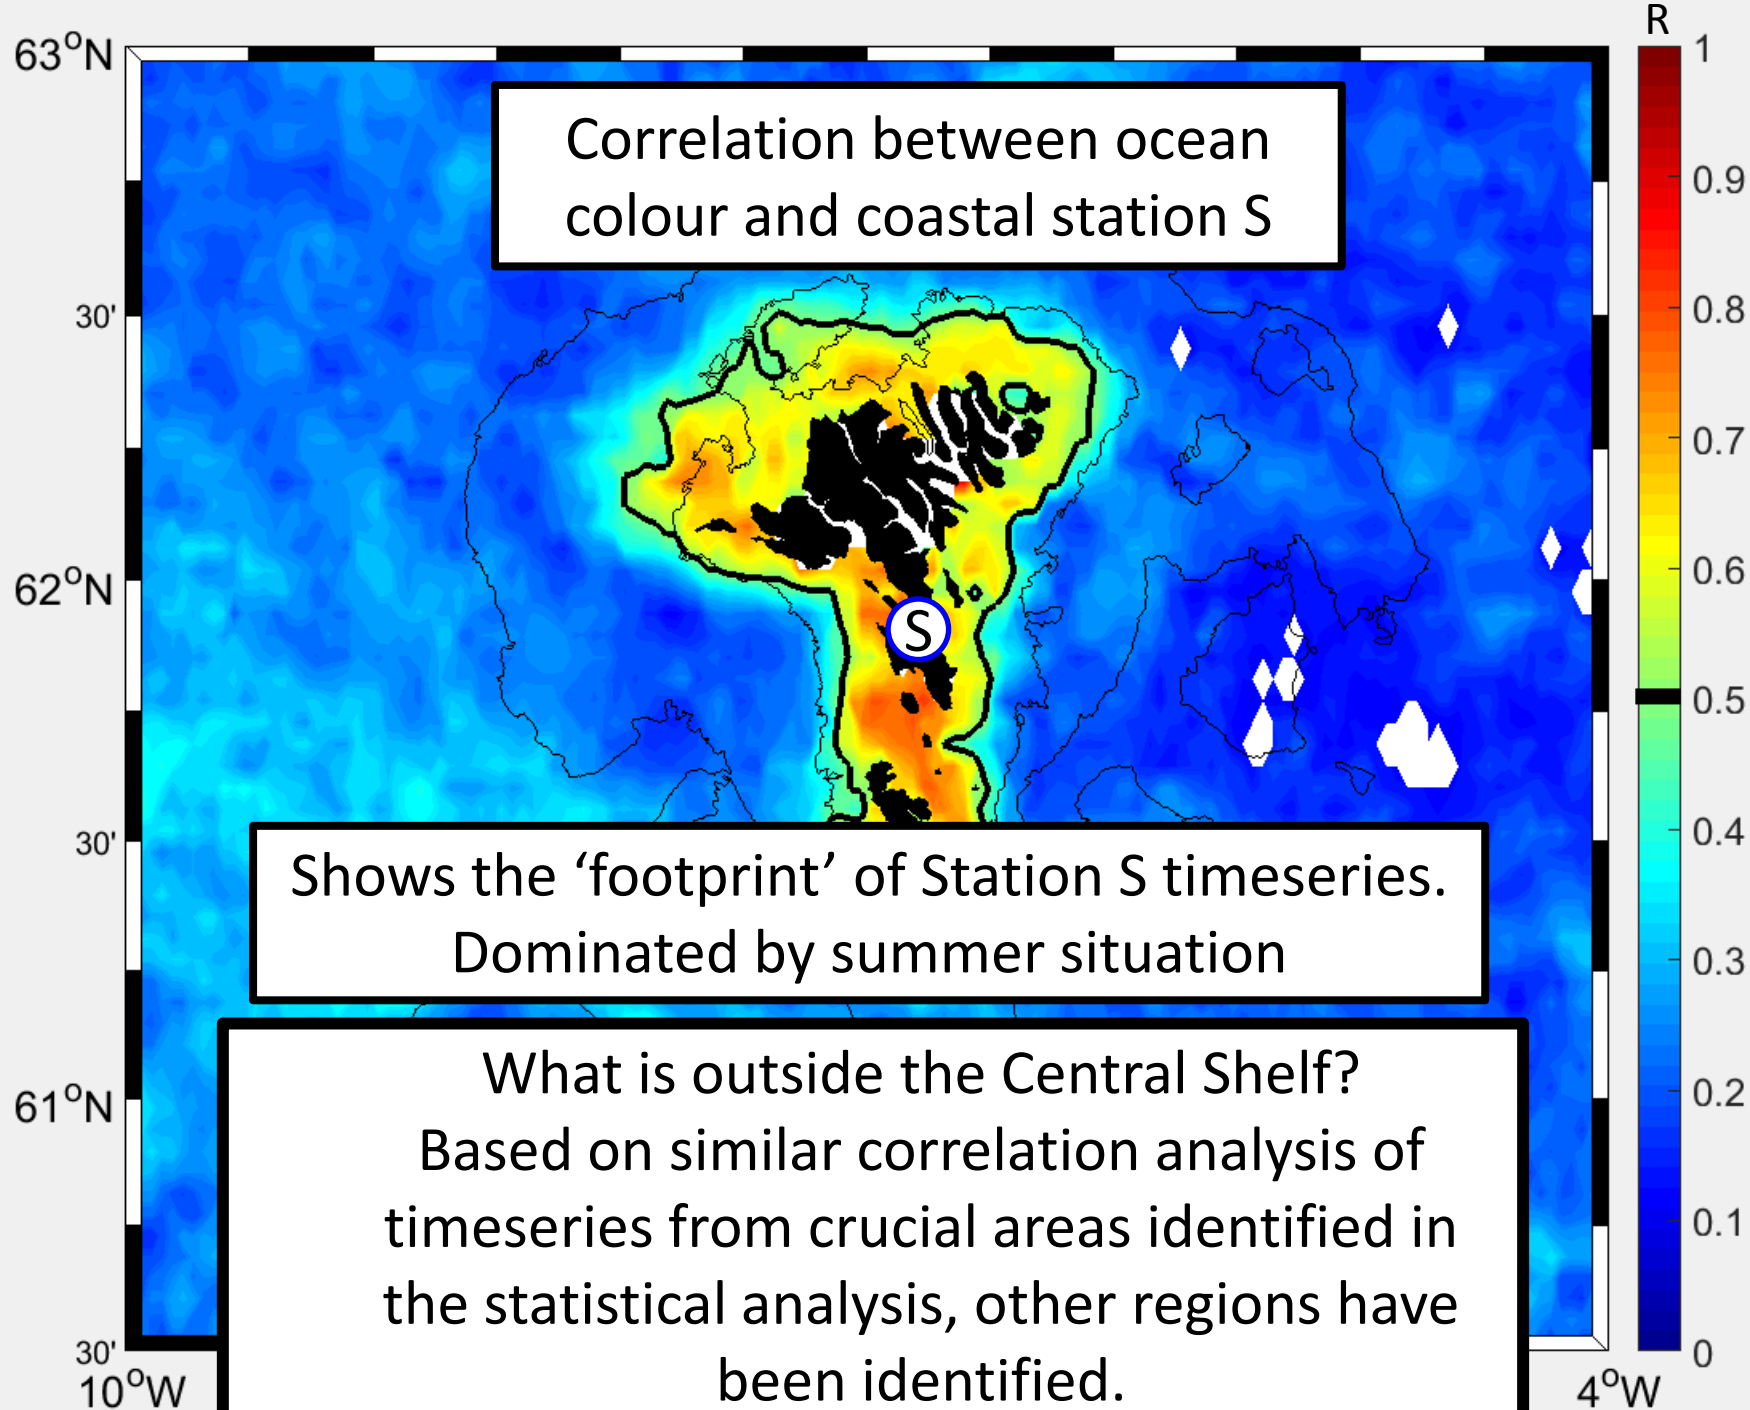 R
63°N
30'
62°N
30'
61°N
30'
10°W
4°W
1
0.9
0.8
0.7
0.6
0.5
0.4
0.3
0.2
0.1
0
Correlation between ocean
colour and coastal station S
S
Shows the ‘footprint’ of Station S timeseries.
Dominated by summer situation
What is outside the Central Shelf?
Based on similar correlation analysis of
timeseries from crucial areas identified in
the statistical analysis, other regions have
been identified.